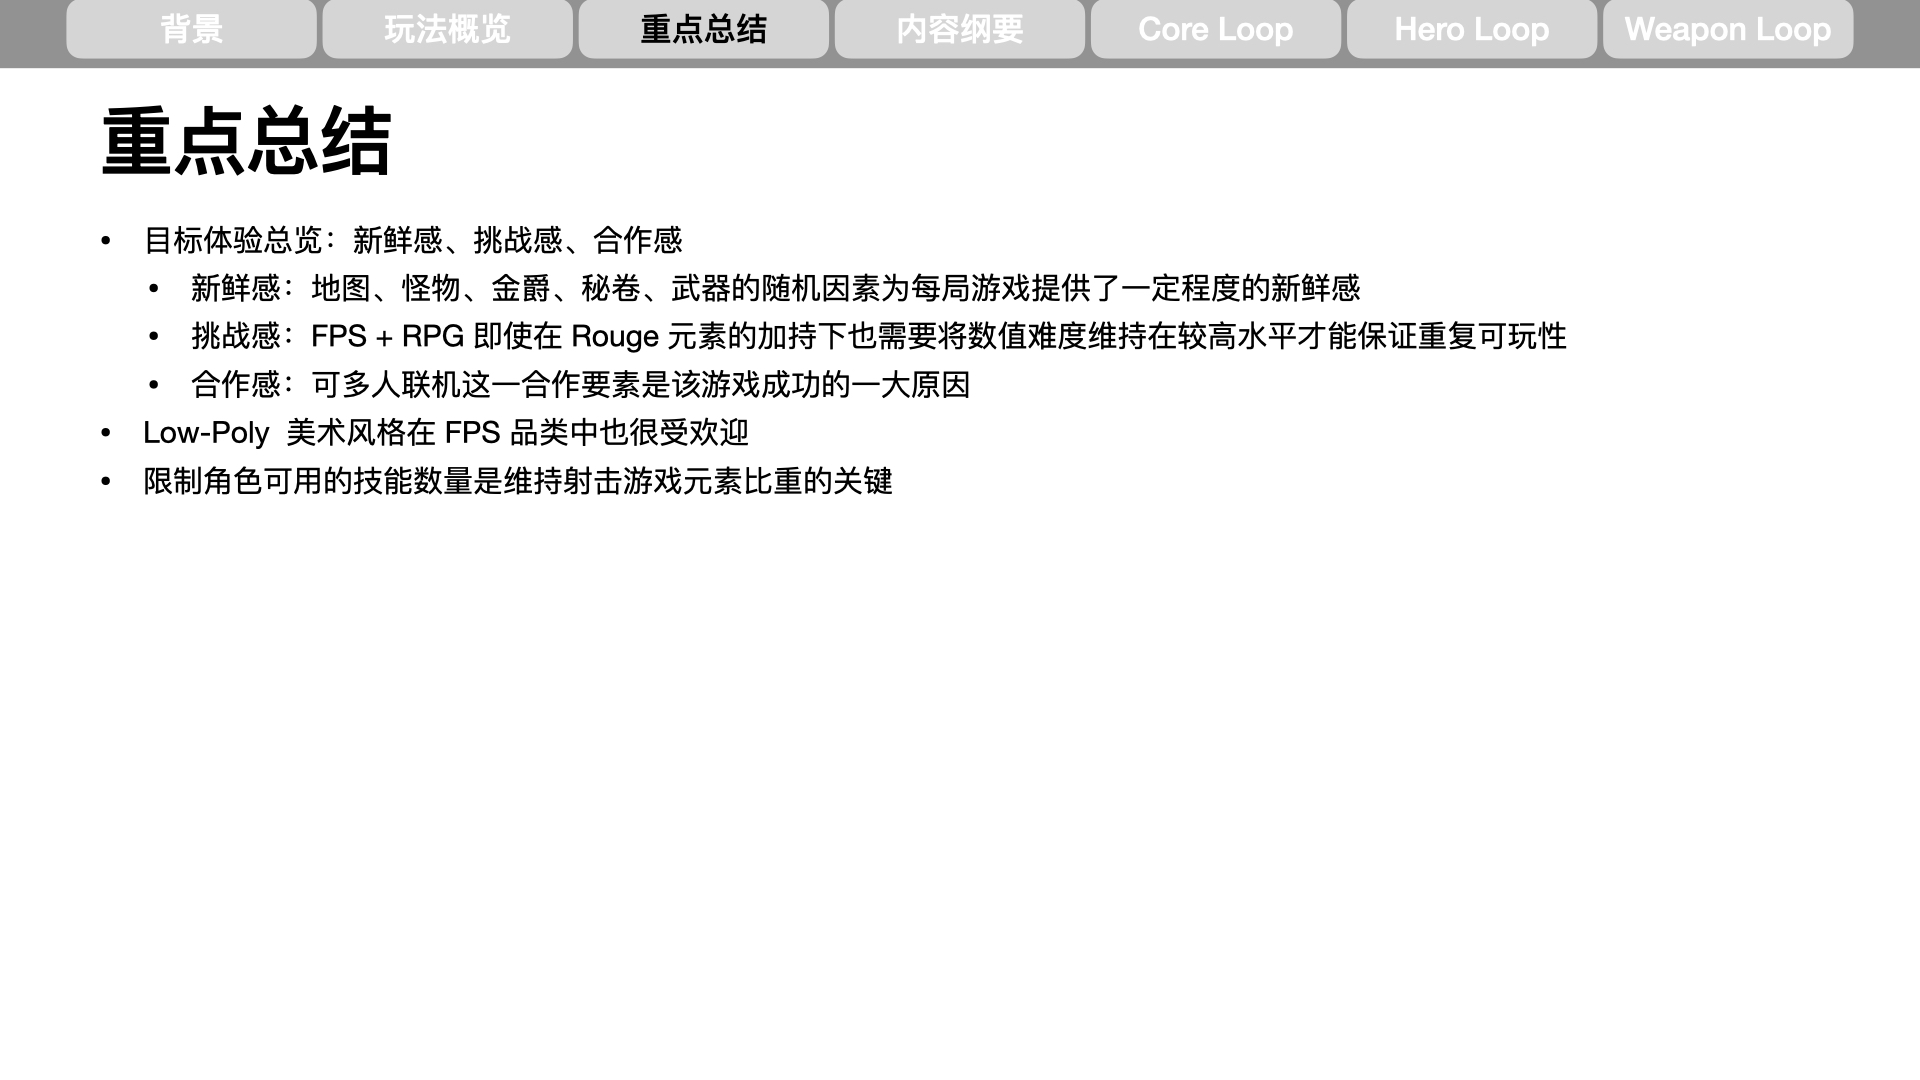 背景
玩法概览
重点总结
内容纲要
Core Loop
Hero Loop
Weapon Loop
重点总结
• 目标体验总览：新鲜感、挑战感、合作感
• 新鲜感：地图、怪物、金爵、秘卷、武器的随机因素为每局游戏提供了一定程度的新鲜感
• 挑战感：FPS + RPG 即使在 Rouge 元素的加持下也需要将数值难度维持在较高水平才能保证重复可玩性
• 合作感：可多人联机这一合作要素是该游戏成功的一大原因
• Low-Poly 美术风格在 FPS 品类中也很受欢迎
• 限制角色可用的技能数量是维持射击游戏元素比重的关键